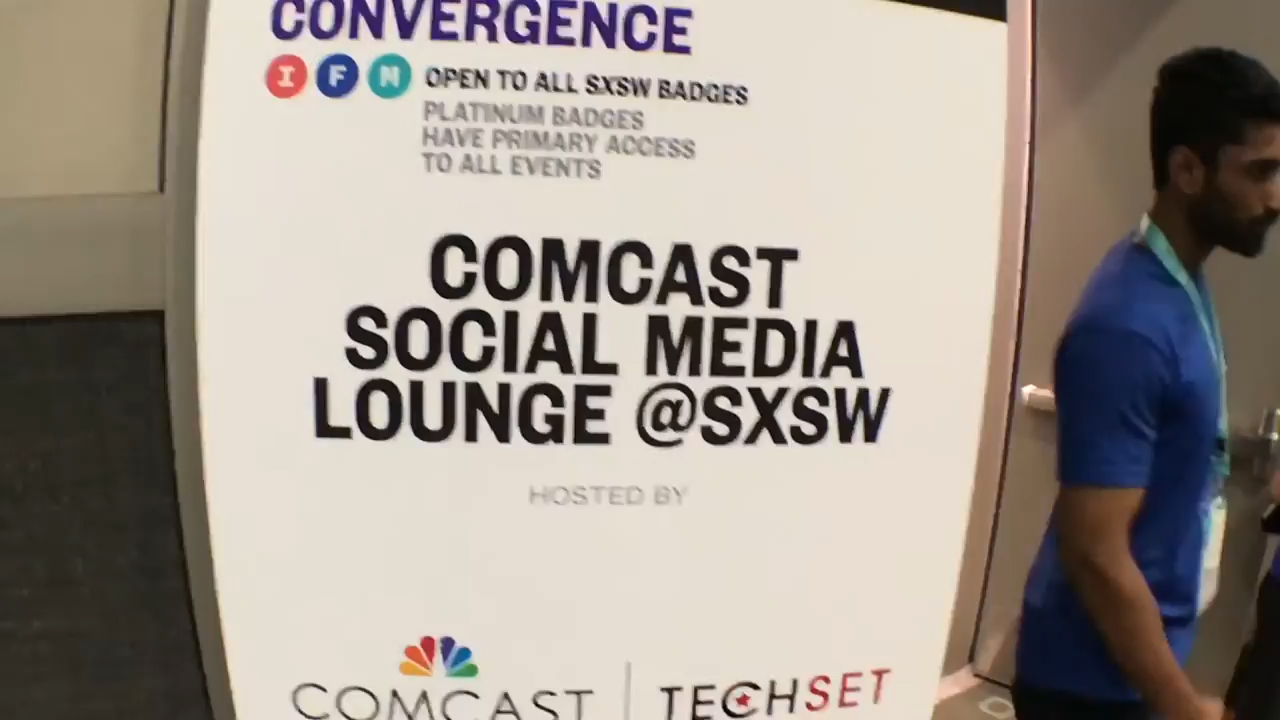 CONVERGENCE
I F M OPEN TO ALL SXSW BADGES
PLATINUM BADGES
HAVE PRIMARY ACCESS
TO ALL EVENTS
COMCAST
SOCIAL MEDIA
LOUNGE @SXSW
HOSTED BY
COMCAST | TECHSET